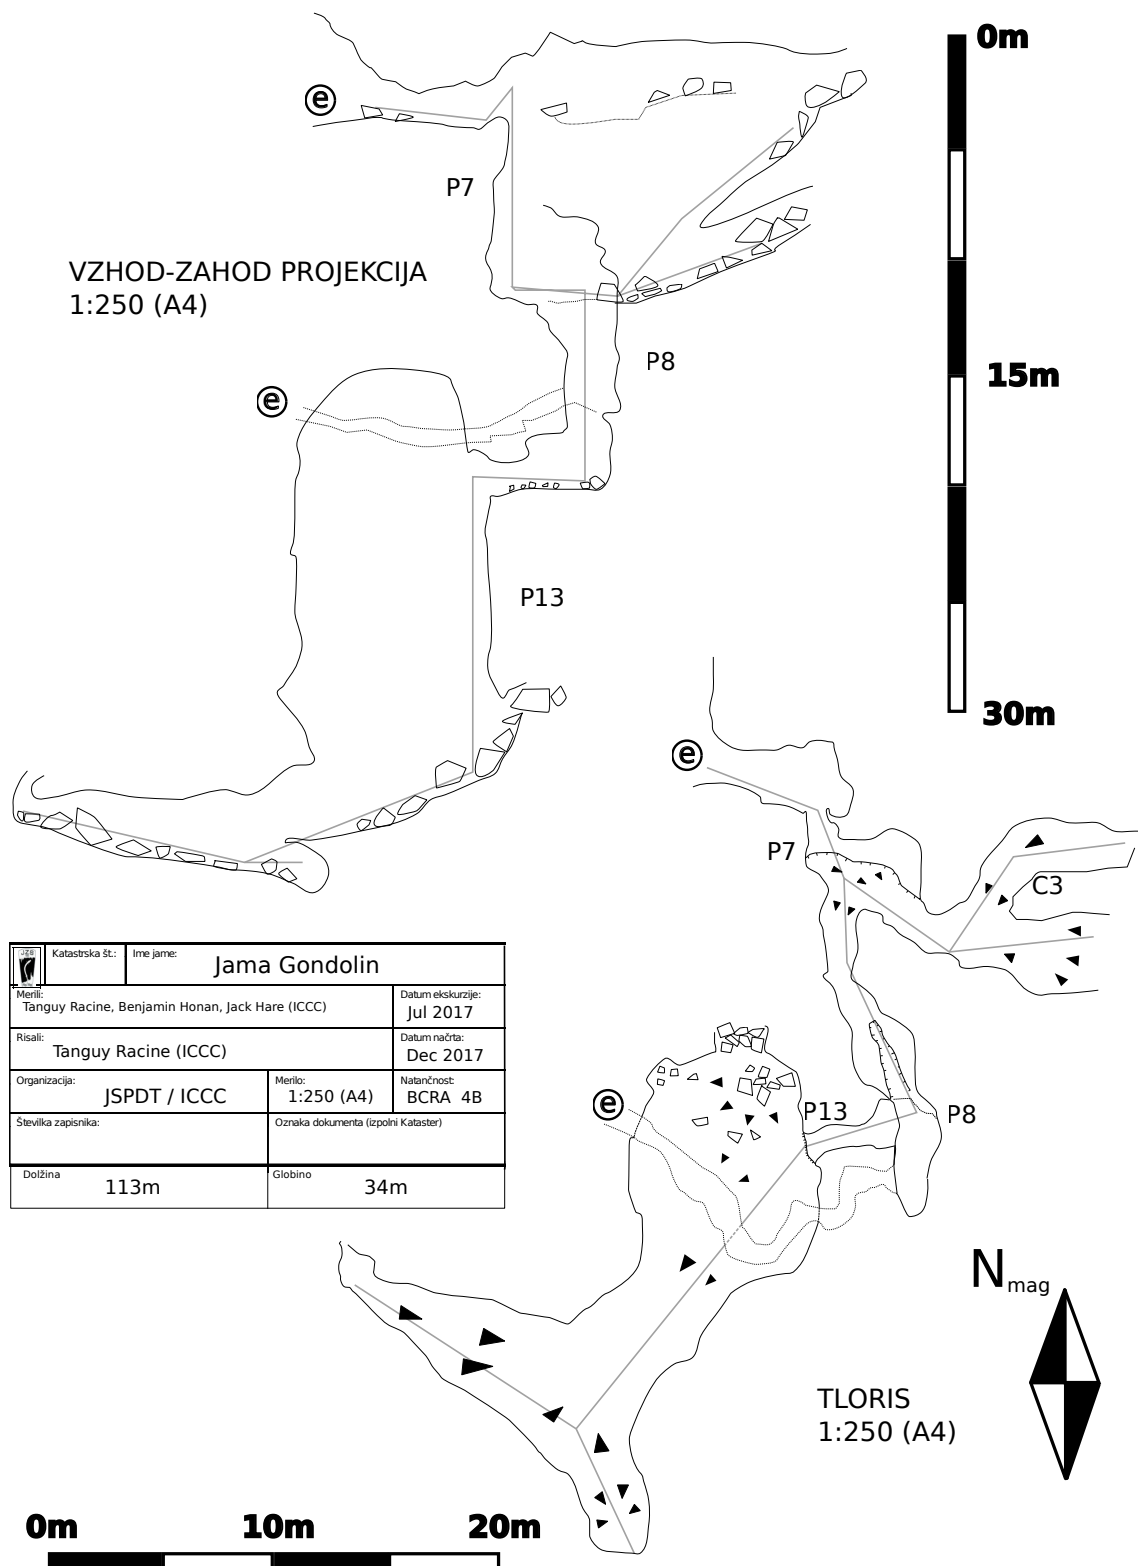 0m
e
P7
VZHOD-ZAHOD PROJEKCIJA
1:250 (A4)
P8
15m
e
P13
30m
e
P7
C3
Katastrska št.:
Ime jame:
Jama Gondolin
Merili:
Tanguy Racine, Benjamin Honan, Jack Hare (ICCC)
Datum ekskurzije:
Jul 2017
Risali:
Tanguy Racine (ICCC)
Datum načrta:
Dec 2017
Organizacija:
JSPDT / ICCC
Merilo:
1:250 (A4)
Natančnost:
BCRA 4B
Številka zapisnika:
Oznaka dokumenta (izpolni Kataster)
Dolžina
113m
Globino
34m
e
P13
P8
N mag
TLORIS
1:250 (A4)
0m 10m 20m